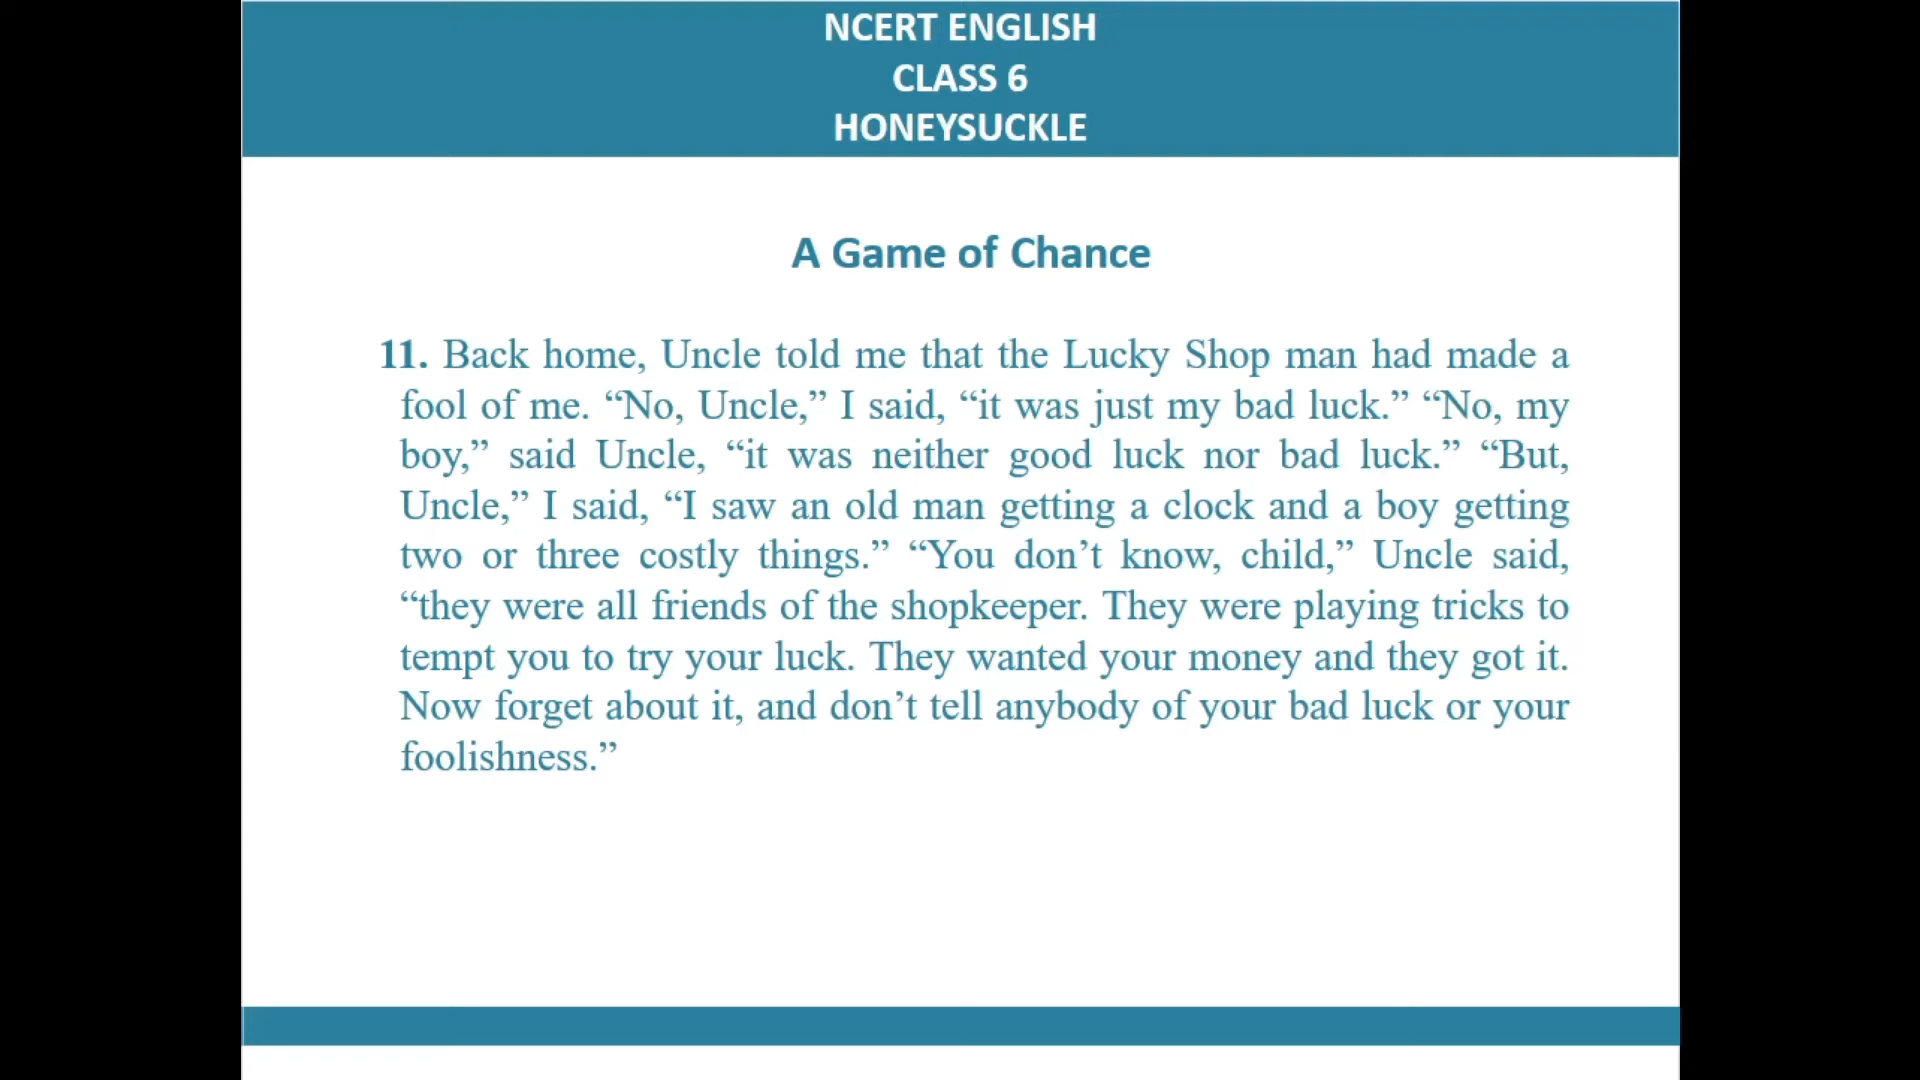 NCERT ENGLISH
CLASS 6
HONEYSUCKLE
A Game of Chance
11. Back home, Uncle told me that the Lucky Shop man had made a
fool of me. “No, Uncle,” I said, “it was just my bad luck.” “No, my
boy,” said Uncle, “it was neither good luck nor bad luck.” “But,
Uncle,” I said, “I saw an old man getting a clock and a boy getting
two or three costly things.” “You don’t know, child,” Uncle said,
“they were all friends of the shopkeeper. They were playing tricks to
tempt you to try your luck. They wanted your money and they got it.
Now forget about it, and don’t tell anybody of your bad luck or your
foolishness.”